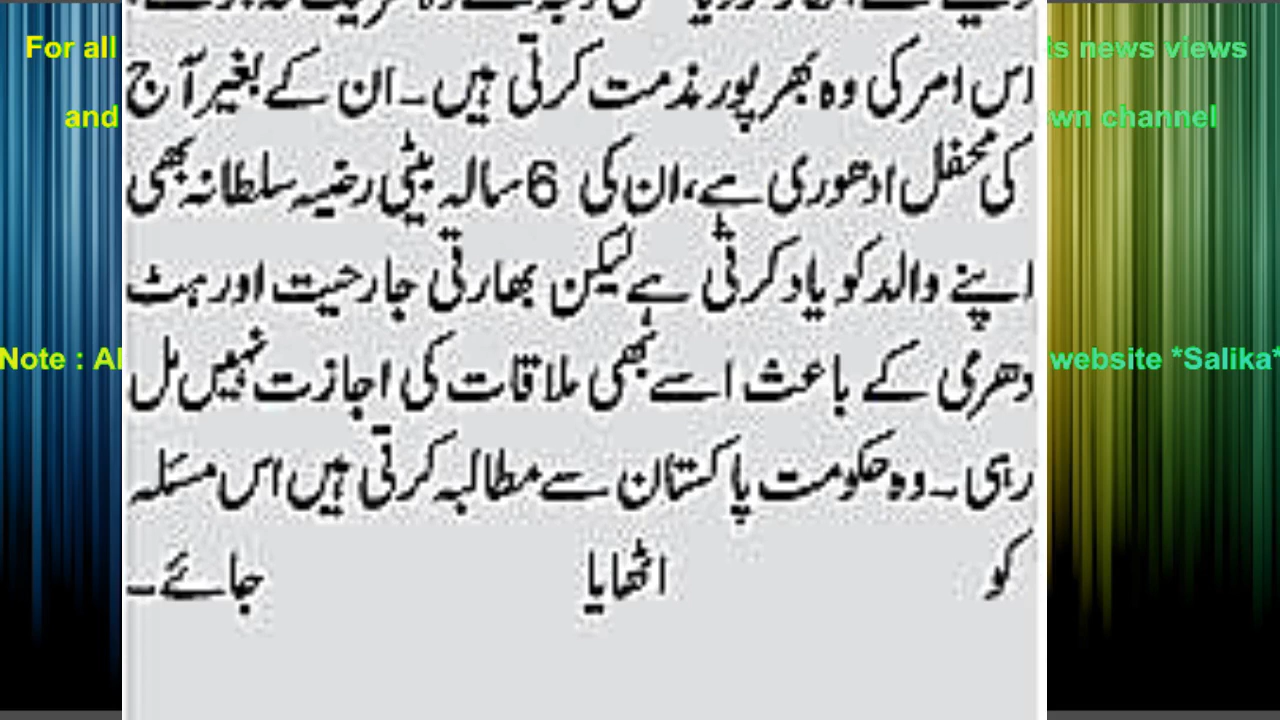 اس امر کی وہ بھرپور مذمت کرتی ہیں۔ ان کے بغیر آج
کی محفل ادھوری ہے، ان کی 6 سالہ بیٹی رضیہ سلطانہ بھی
اپنے والد کو یاد کرتی ہے لیکن بھارتی جارحیت اور ہٹ
دھرمی کے باعث اسے بھی ملاقات کی اجازت نہیں مل
رہی۔ وہ حکومت پاکستان سے مطالبہ کرتی ہیں اس مسئلہ
کو اٹھایا جائے۔
For all
s news views
and
wn channel
Note : Al
website *Salika*